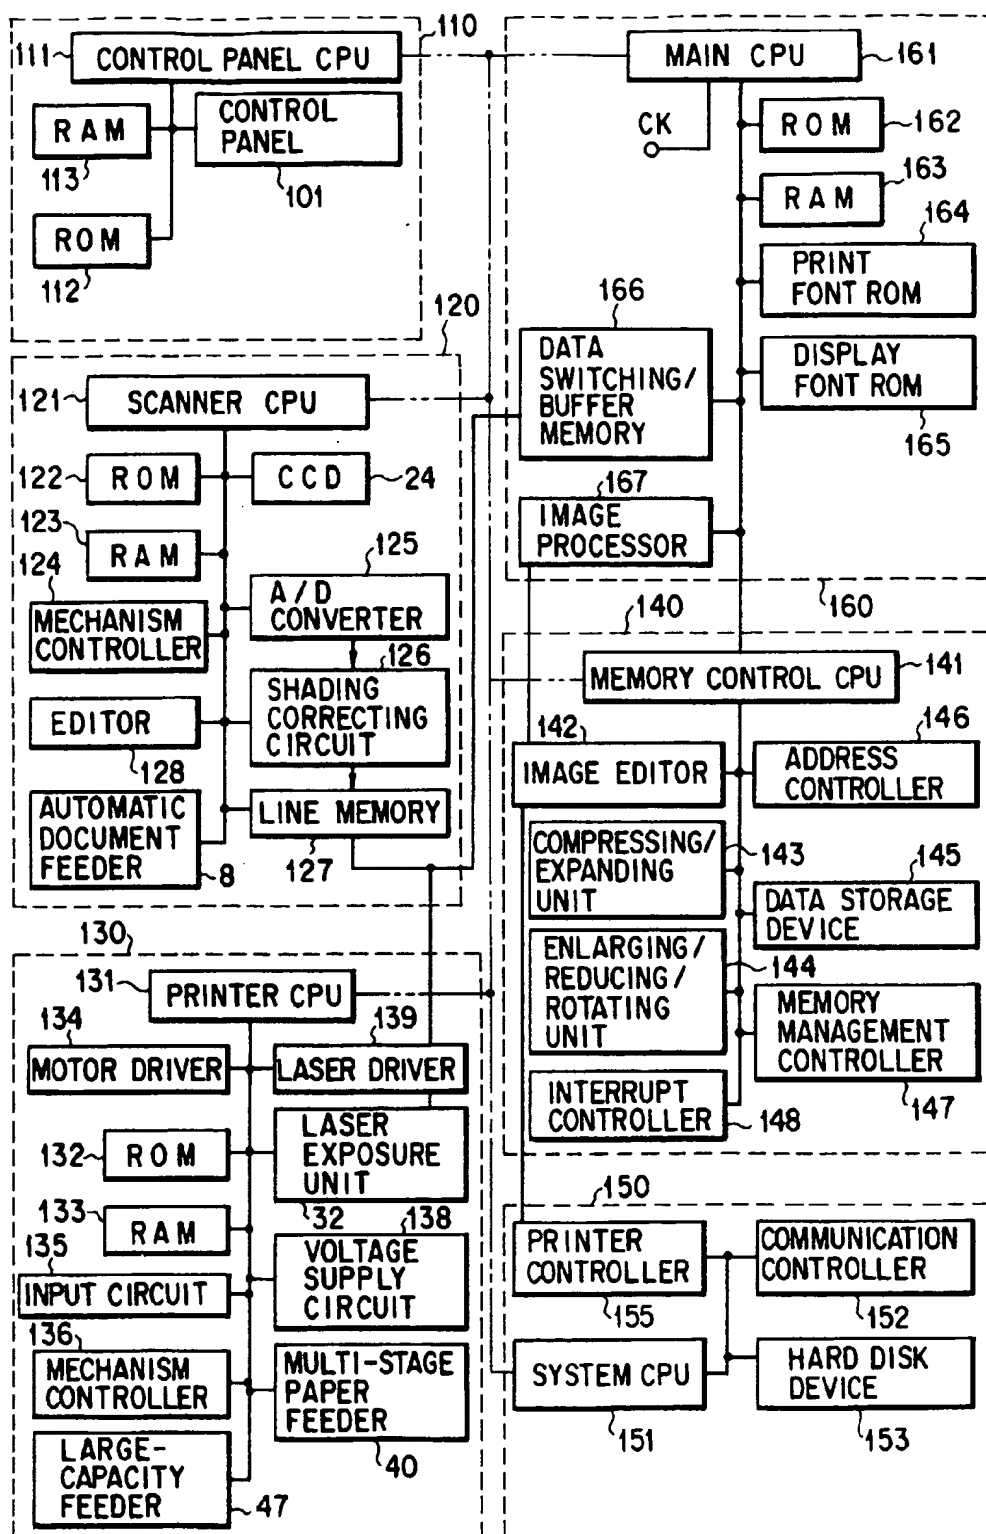 110
111
CONTROL PANEL CPU
RAM
113
CONTROL
PANEL
101
ROM
112
MAIN CPU
161
CK
ROM
162
RAM
163
164
PRINT
FONT ROM
DISPLAY
FONT ROM
165
166
DATA
SWITCHING/
BUFFER
MEMORY
167
IMAGE
PROCESSOR
160
120
121
SCANNER CPU
122
ROM
CCD
24
123
RAM
124
MECHANISM
CONTROLLER
125
A/D
CONVERTER
126
SHADING
CORRECTING
CIRCUIT
EDITOR
128
AUTOMATIC
DOCUMENT
FEEDER
8
LINE MEMORY
127
140
MEMORY CONTROL CPU
141
142
IMAGE EDITOR
146
ADDRESS
CONTROLLER
COMPRESSING/
EXPANDING
UNIT
143
145
DATA STORAGE
DEVICE
ENLARGING/
REDUCING/
ROTATING
UNIT
144
MEMORY
MANAGEMENT
CONTROLLER
147
INTERRUPT
CONTROLLER
148
130
131
PRINTER CPU
134
MOTOR DRIVER
139
LASER DRIVER
132
ROM
LASER
EXPOSURE
UNIT
32
133
RAM
138
VOLTAGE
SUPPLY
CIRCUIT
135
INPUT CIRCUIT
136
MECHANISM
CONTROLLER
MULTI-STAGE
PAPER
FEEDER
40
LARGE-
CAPACITY
FEEDER
47
150
PRINTER
CONTROLLER
155
COMMUNICATION
CONTROLLER
152
SYSTEM CPU
151
HARD DISK
DEVICE
153